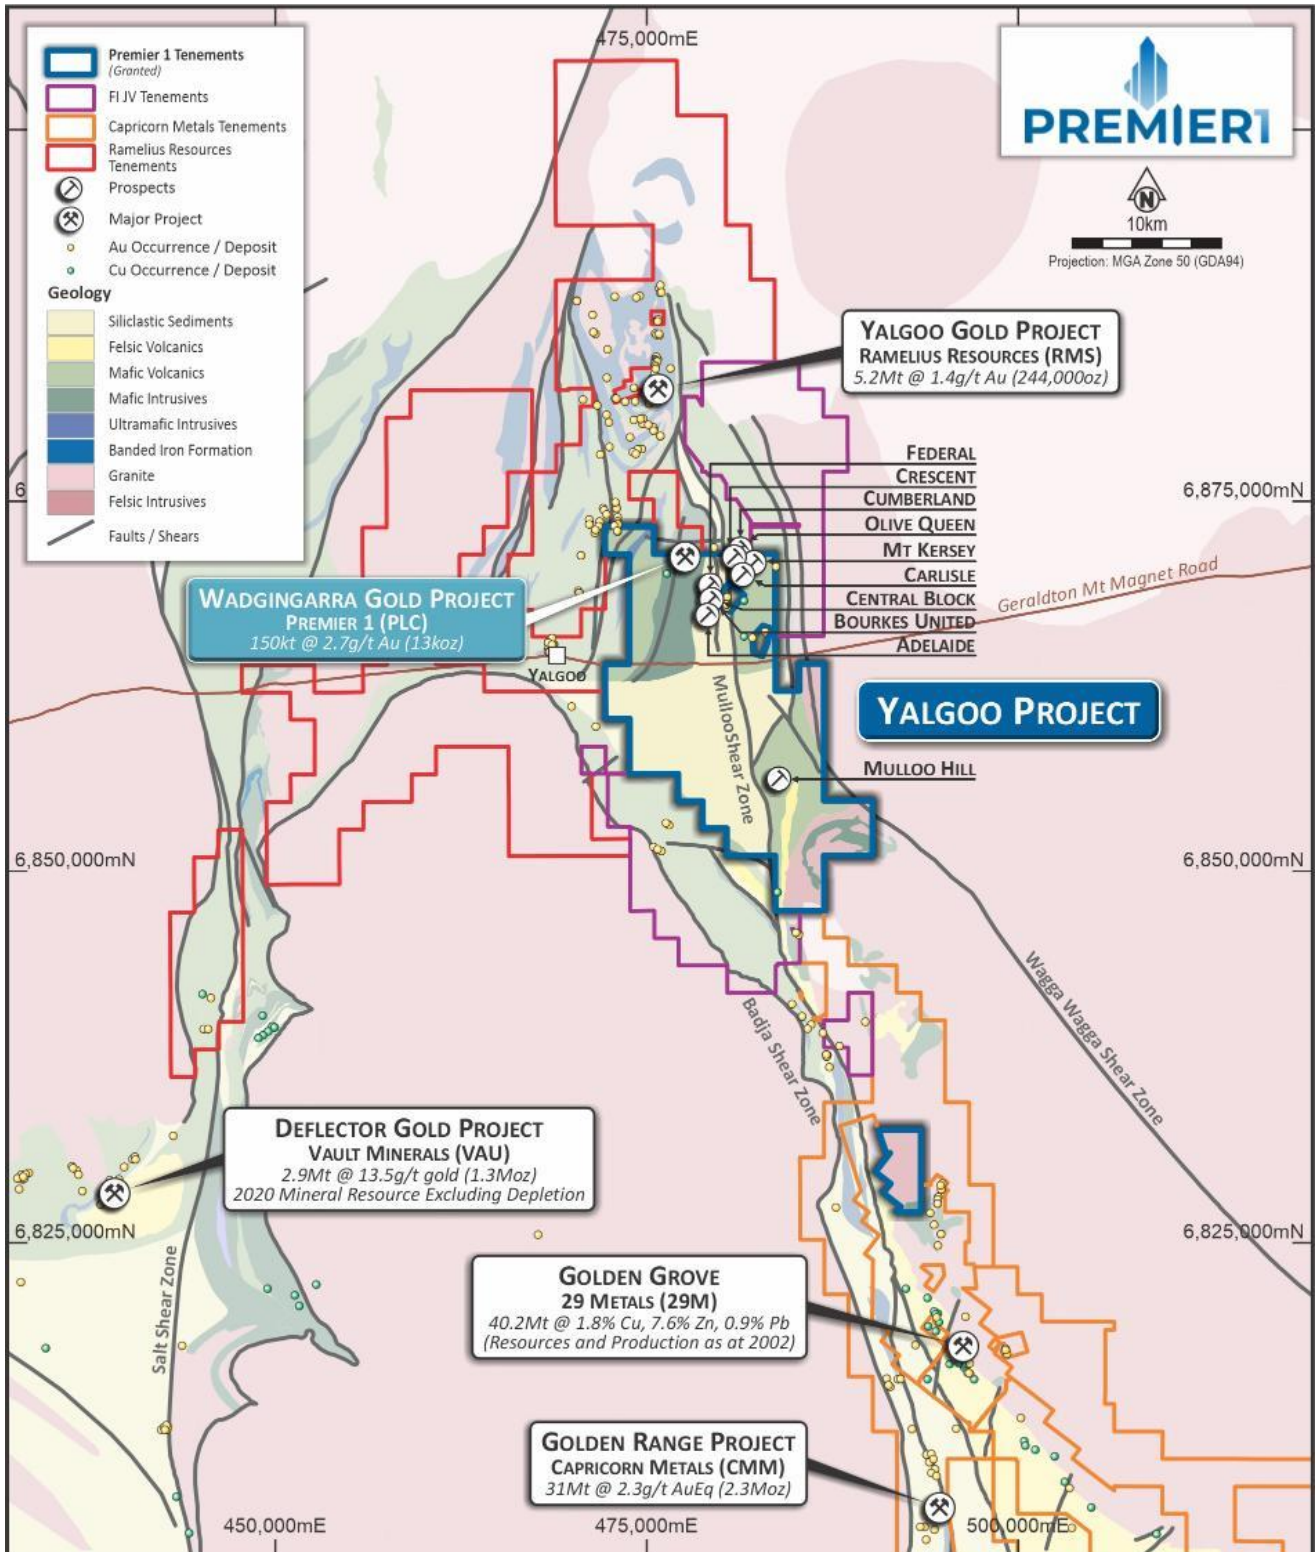 475,000mE
Premier 1 Tenements
(Granted)
FI JV Tenements
Capricorn Metals Tenements
Ramelius Resources
Tenements
Prospects
Major Project
Au Occurrence / Deposit
Cu Occurrence / Deposit
Geology
Siliclastic Sediments
Felsic Volcanics
Mafic Volcanics
Mafic Intrusives
Ultramafic Intrusives
Banded Iron Formation
Granite
Felsic Intrusives
Faults / Shears
PREMIER1
N
10km
Projection: MGA Zone 50 (GDA94)
YALGOO GOLD PROJECT
RAMELIUS RESOURCES (RMS)
5.2Mt @ 1.4g/t Au (244,000oz)
FEDERAL
CRESCENT
CUMBERLAND
OLIVE QUEEN
MT KERSEY
CARLISLE
CENTRAL BLOCK
BOURKES UNITED
ADELAIDE
6
6,875,000mN
Geraldton Mt Magnet Road
WADGINGARRA GOLD PROJECT
PREMIER 1 (PLC)
150kt @ 2.7g/t Au (13koz)
YALGOO
YALGOO PROJECT
MULLOO HILL
MullooShear Zone
6,850,000mN
6,850,000mN
Wagga Wagga Shear Zone
Badja Shear Zone
DEFLECTOR GOLD PROJECT
VAULT MINERALS (VAU)
2.9Mt @ 13.5g/t gold (1.3Moz)
2020 Mineral Resource Excluding Depletion
6,825,000mN
6,825,000mN
Salt Shear Zone
GOLDEN GROVE
29 METALS (29M)
40.2Mt @ 1.8% Cu, 7.6% Zn, 0.9% Pb
(Resources and Production as at 2002)
GOLDEN RANGE PROJECT
CAPRICORN METALS (CMM)
31Mt @ 2.3g/t AuEq (2.3Moz)
450,000mE
475,000mE
500,000mE